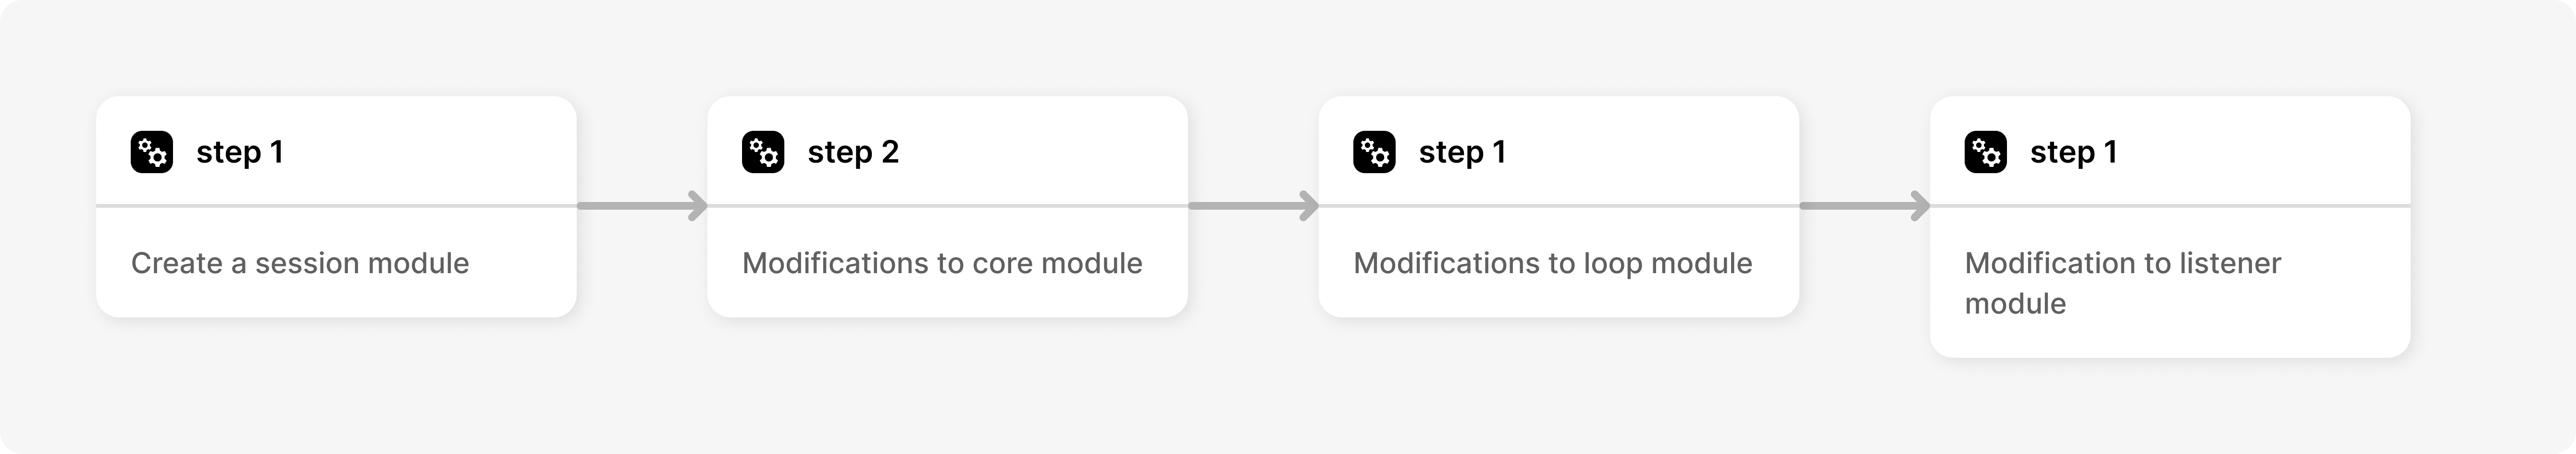 step 1
Create a session module
step 2
Modifications to core module
step 1
Modifications to loop module
step 1
Modification to listener
module